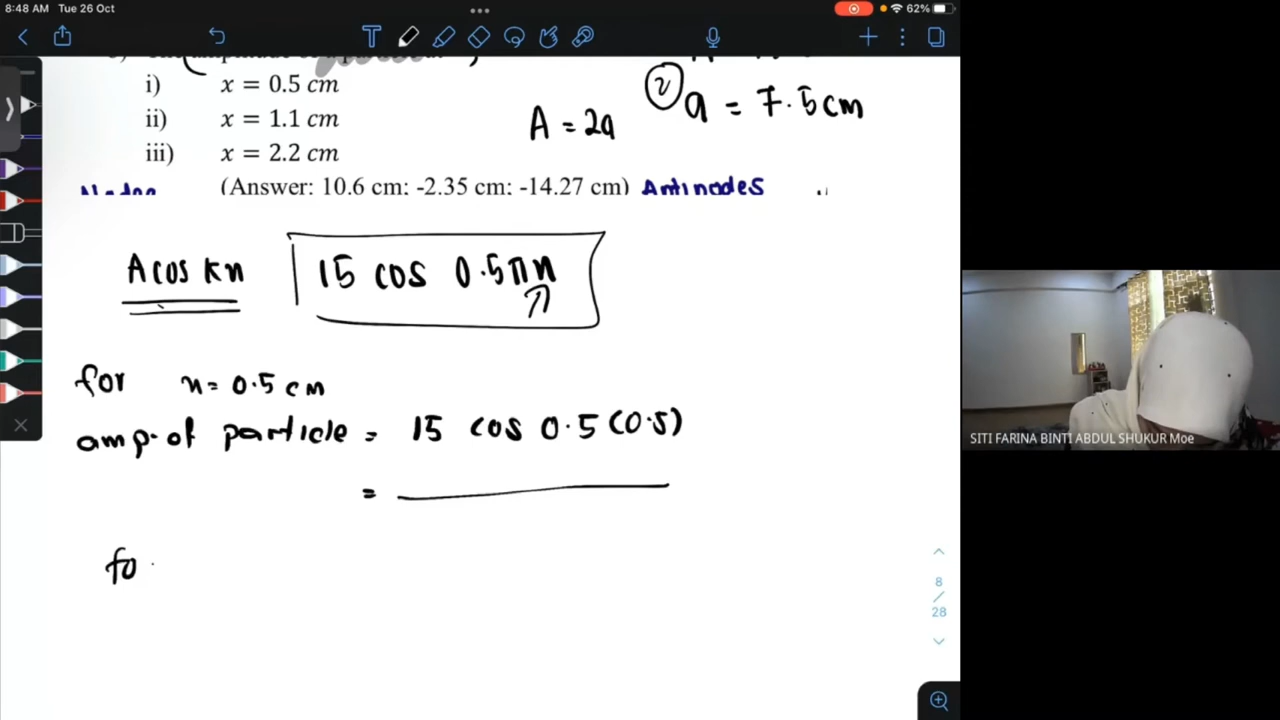 8:48 AM Tue 26 Oct
62%
i) x = 0.5 cm
ii) x = 1.1 cm
iii) x = 2.2 cm
(Answer: 10.6 cm: -2.35 cm: -14.27 cm) Antinodes
A = 2a
2 a = 7.5 cm
A cos kx 15 cos 0.5πx
for x = 0.5 cm
amp. of particle = 15 cos 0.5 (0.5)
=
fo
8
/
28
SITI FARINA BINTI ABDUL SHUKUR Moe